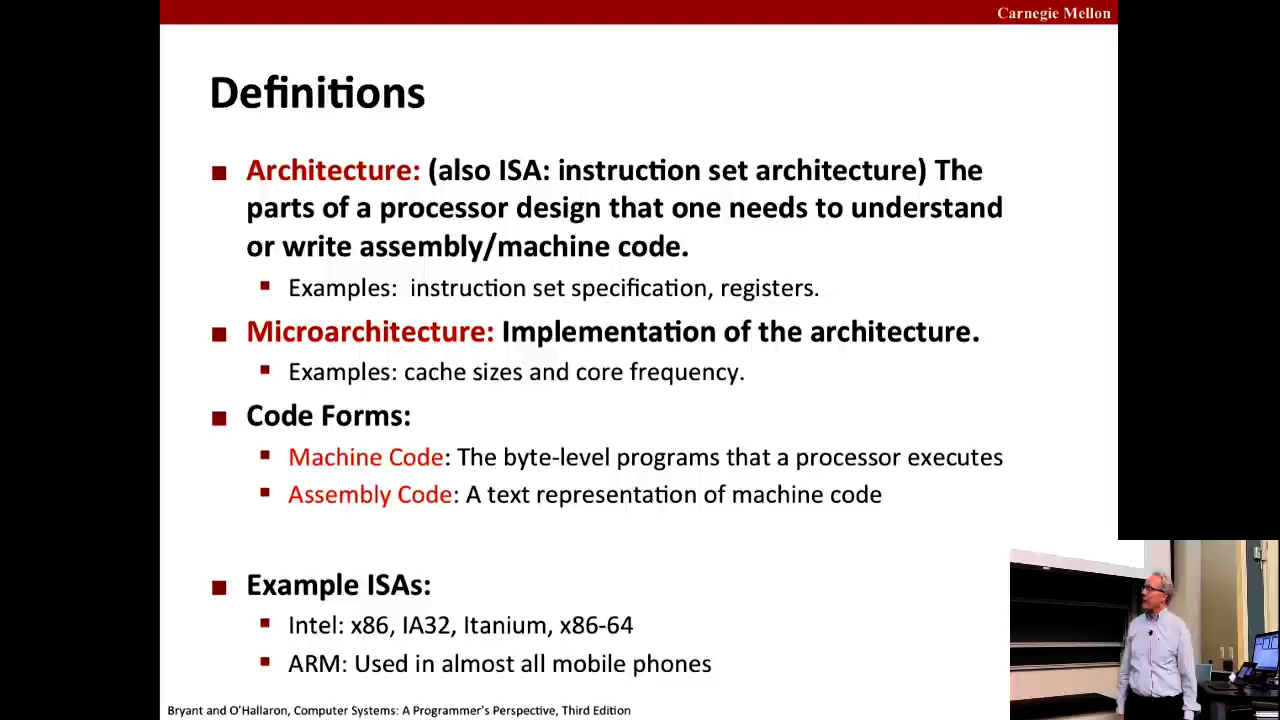 Carnegie Mellon
Definitions
Architecture: (also ISA: instruction set architecture) The
parts of a processor design that one needs to understand
or write assembly/machine code.
Examples:  instruction set specification, registers.
Microarchitecture: Implementation of the architecture.
Examples: cache sizes and core frequency.
Code Forms:
Machine Code: The byte-level programs that a processor executes
Assembly Code: A text representation of machine code
Example ISAs:
Intel: x86, IA32, Itanium, x86-64
ARM: Used in almost all mobile phones
Bryant and O'Hallaron, Computer Systems: A Programmer's Perspective, Third Edition